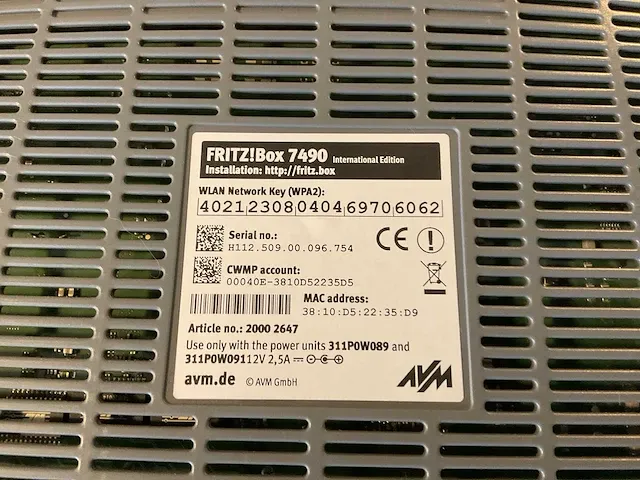 FRITZ!Box 7490 International Edition
Installation: http://fritz.box
WLAN Network Key (WPA2):
4021 2308 0404 6970 6062
Serial no.:
H112.509.00.096.754
CWMP account:
00040E-3810D52235D5
MAC address:
38:10:D5:22:35:D9
Article no.: 2000 2647
Use only with the power units 311P0W089 and
311P0W091 12V 2,5A
avm.de © AVM GmbH
AVM
CE